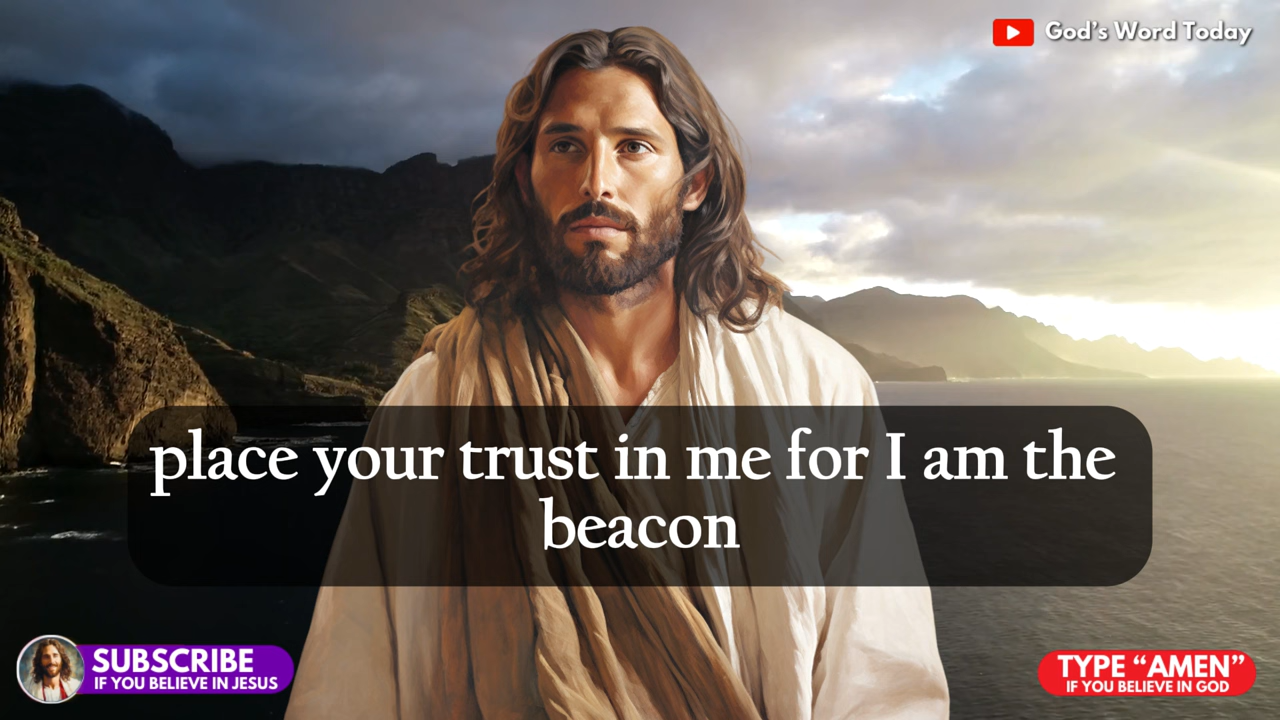 God's Word Today
place your trust in me for I am the
beacon
SUBSCRIBE
IF YOU BELIEVE IN JESUS
TYPE “AMEN”
IF YOU BELIEVE IN GOD